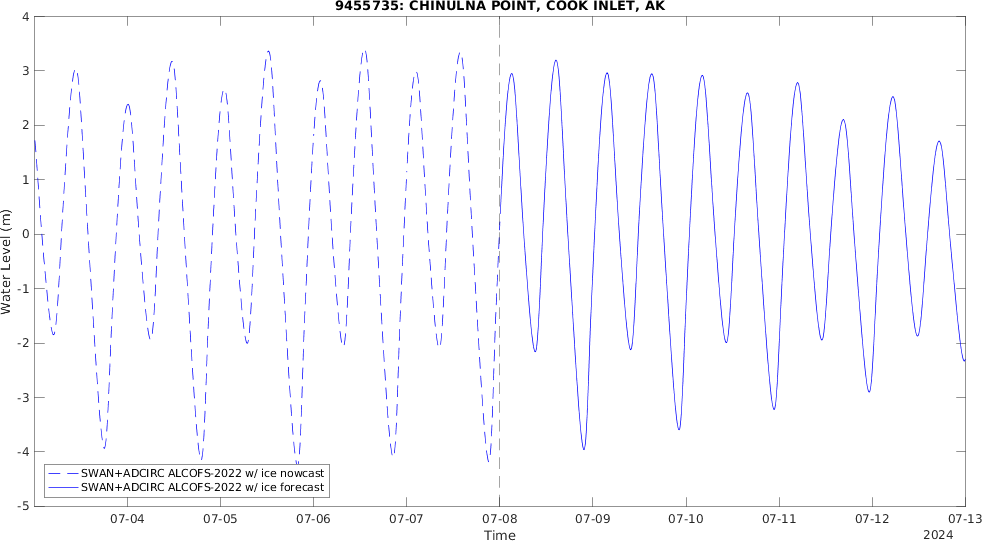 9455735: CHINULNA POINT, COOK INLET, AK
4
3
2
1
0
-1
-2
-3
-4
-5
Water Level (m)
SWAN+ADCIRC ALCOFS-2022 w/ ice nowcast
SWAN+ADCIRC ALCOFS-2022 w/ ice forecast
07-04 07-05 07-06 07-07 07-08 07-09 07-10 07-11 07-12 07-13
Time
2024